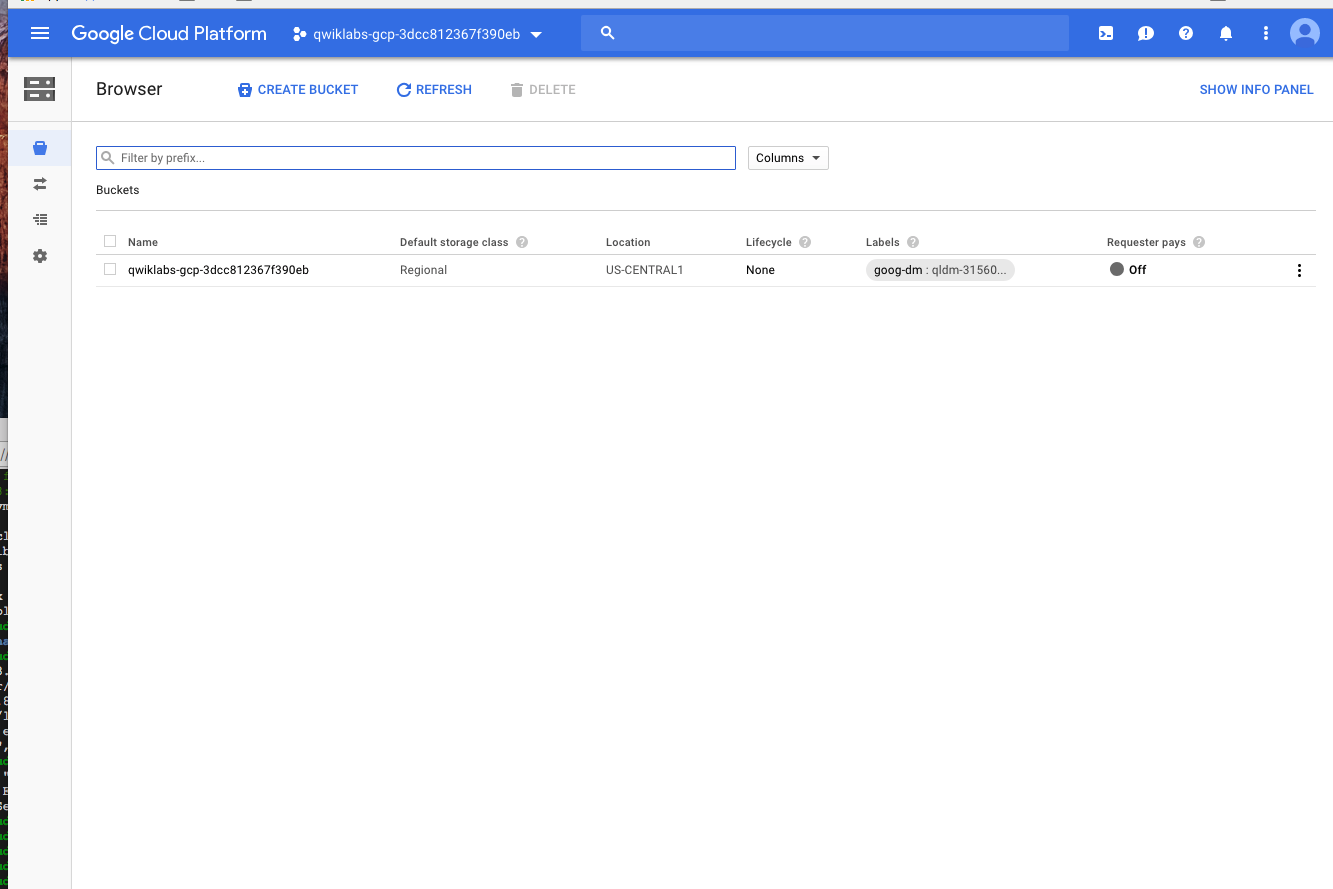 Google Cloud Platform qwiklabs-gcp-3dcc812367f390eb
Browser CREATE BUCKET REFRESH DELETE SHOW INFO PANEL
Filter by prefix... Columns
Buckets
Name Default storage class Location Lifecycle Labels Requester pays
qwiklabs-gcp-3dcc812367f390eb Regional US-CENTRAL1 None goog-dm : qldm-31560... Off